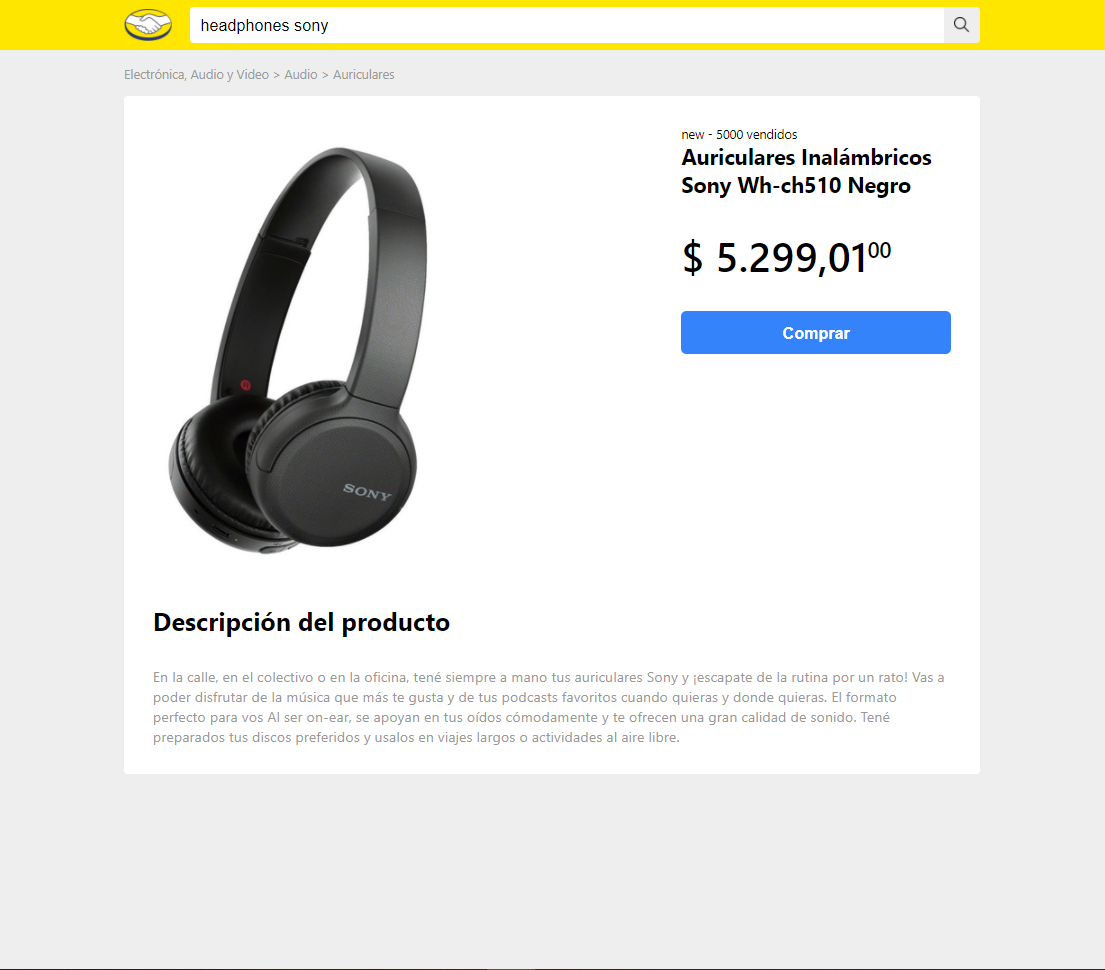 headphones sony
Electrónica, Audio y Video > Audio > Auriculares
new - 5000 vendidos
Auriculares Inalámbricos
Sony Wh-ch510 Negro
$ 5.299,0100
Comprar
SONY
Descripción del producto
En la calle, en el colectivo o en la oficina, tené siempre a mano tus auriculares Sony y ¡escapate de la rutina por un rato! Vas a
poder disfrutar de la música que más te gusta y de tus podcasts favoritos cuando quieras y donde quieras. El formato
perfecto para vos Al ser on-ear, se apoyan en tus oídos cómodamente y te ofrecen una gran calidad de sonido. Tené
preparados tus discos preferidos y usalos en viajes largos o actividades al aire libre.